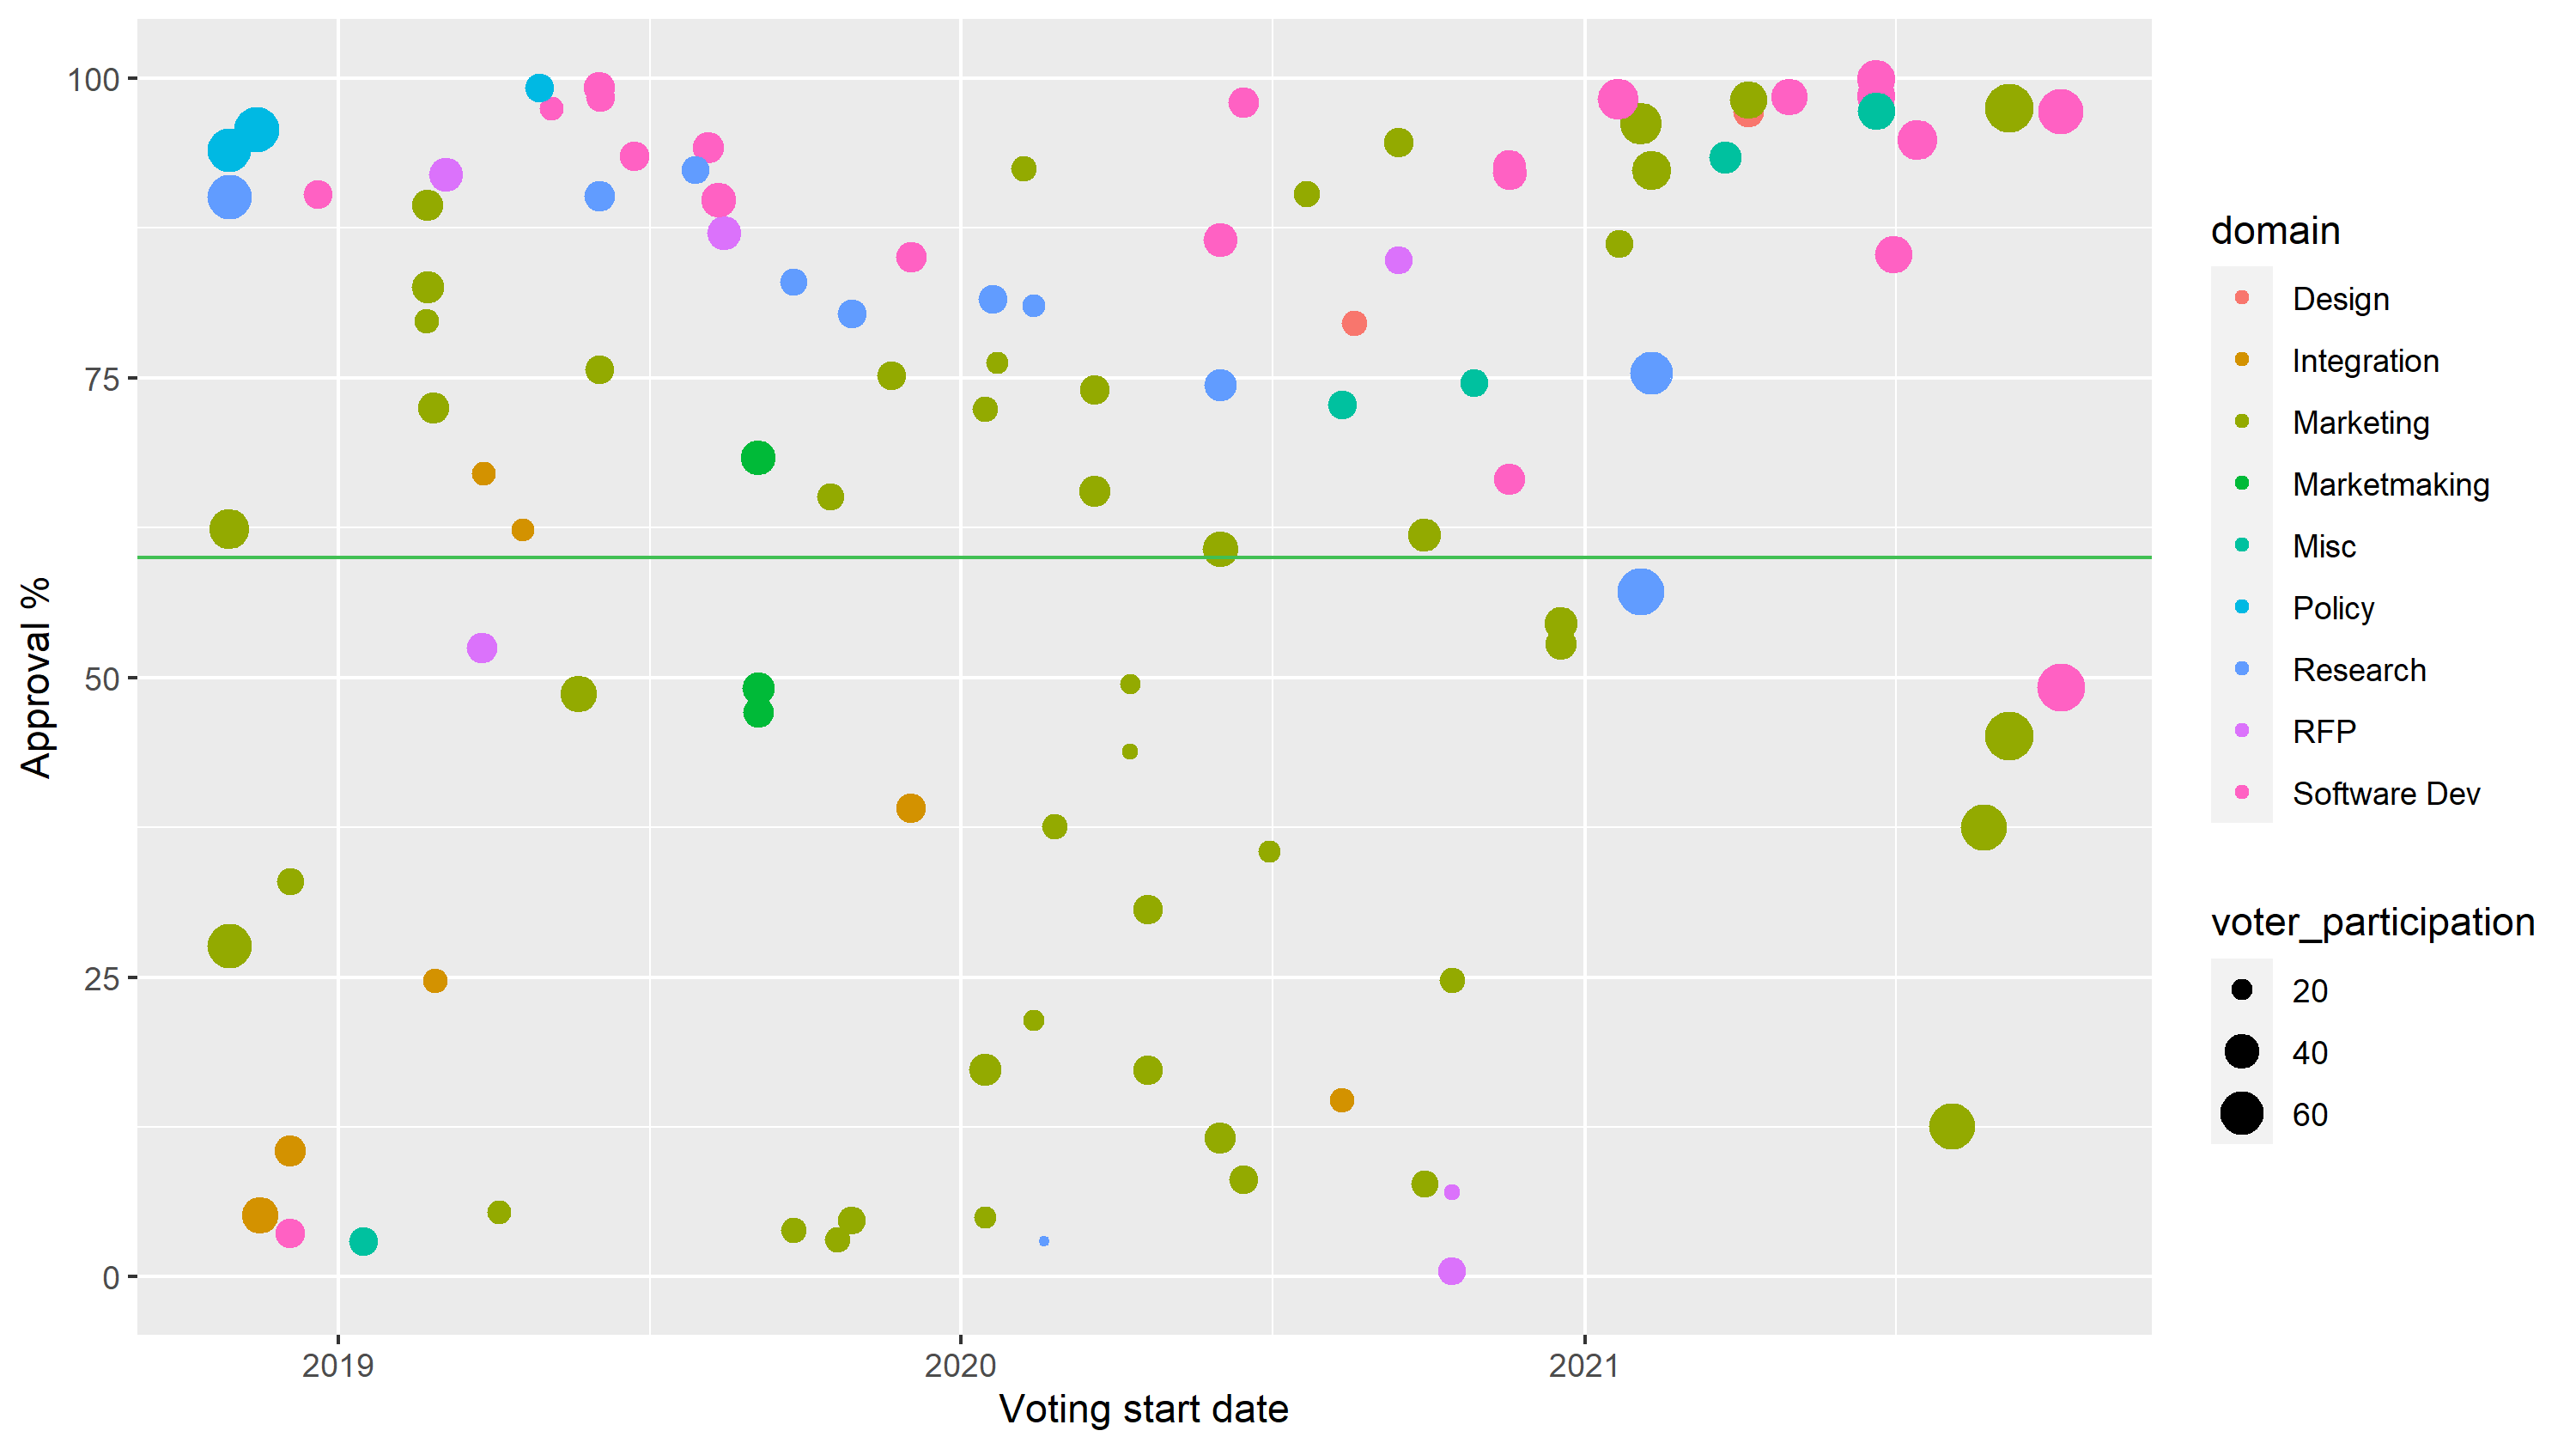 Approval %
100
75
50
25
0
2019
2020
2021
Voting start date
domain
Design
Integration
Marketing
Marketmaking
Misc
Policy
Research
RFP
Software Dev
voter_participation
20
40
60